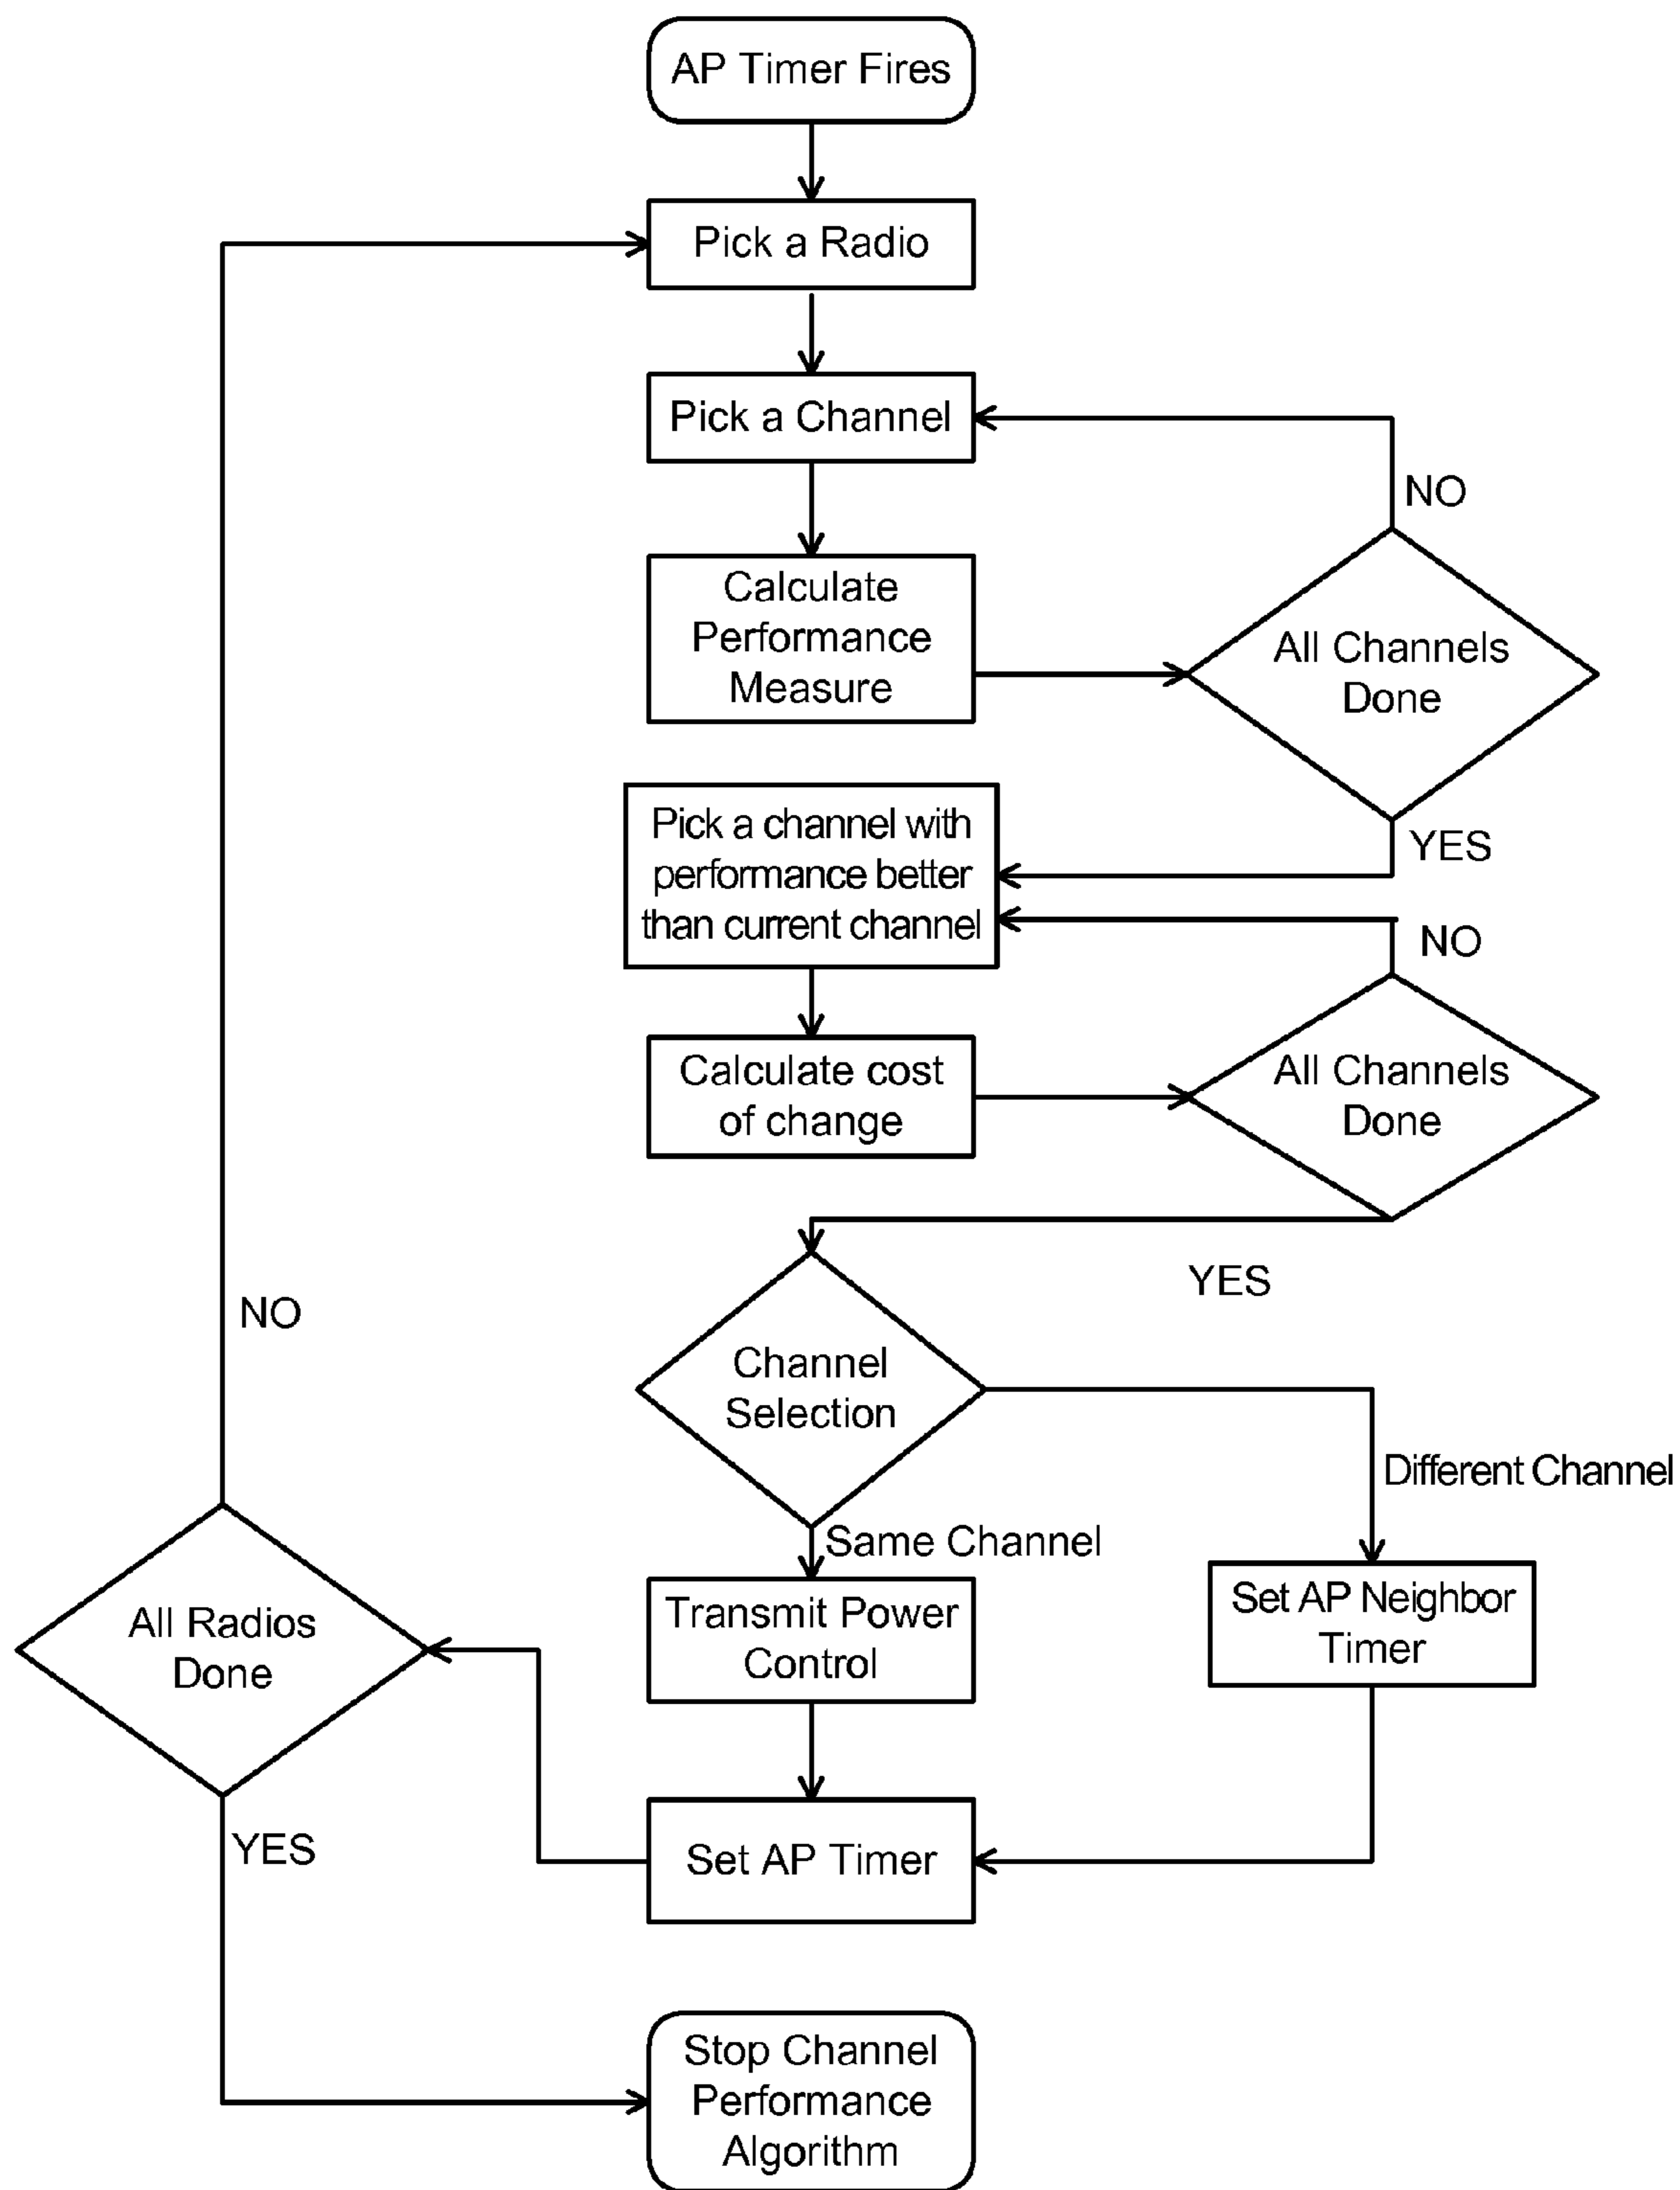 AP Timer Fires
Pick a Radio
Pick a Channel
NO
Calculate
Performance
Measure
All Channels
Done
YES
Pick a channel with
performance better
than current channel
NO
Calculate cost
of change
All Channels
Done
YES
NO
Channel
Selection
Different Channel
Same Channel
Set AP Neighbor
Timer
Transmit Power
Control
All Radios
Done
YES
Set AP Timer
Stop Channel
Performance
Algorithm